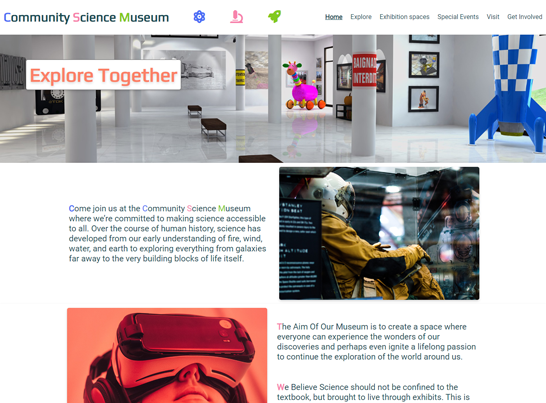 Community Science Museum
Home Explore Exhibition spaces Special Events Visit Get Involved
Explore Together
BAIGNADE
INTERDITE
Come join us at the Community Science Museum
where we're committed to making science accessible
to all. Over the course of human history, science has
developed from our early understanding of fire, wind,
water, and earth to exploring everything from galaxies
far away to the very building blocks of life itself.
The Aim Of Our Museum is to create a space where
everyone can experience the wonders of our
discoveries and perhaps even ignite a lifelong passion
to continue the exploration of the world around us.
We Believe Science should not be confined to the
textbook, but brought to live through exhibits. This is